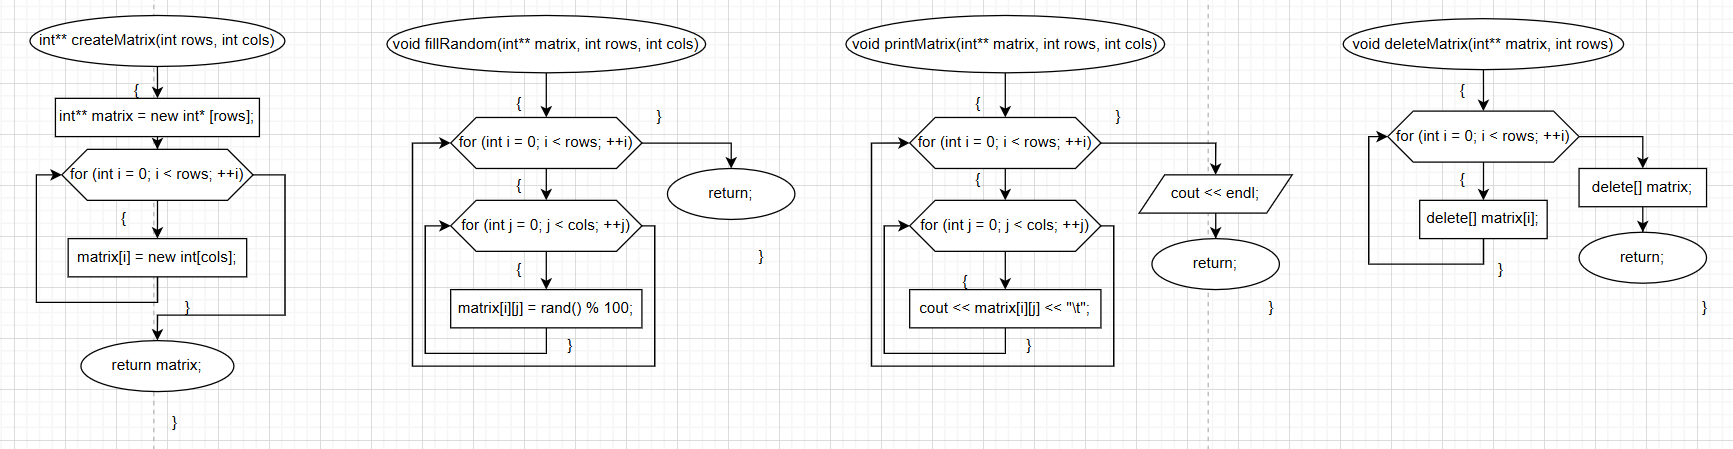 int** createMatrix(int rows, int cols)
{
int** matrix = new int* [rows];
for (int i = 0; i < rows; ++i)
{
matrix[i] = new int[cols];
}
return matrix;
}
void fillRandom(int** matrix, int rows, int cols)
{
for (int i = 0; i < rows; ++i)
{
for (int j = 0; j < cols; ++j)
{
matrix[i][j] = rand() % 100;
}
}
return;
}
void printMatrix(int** matrix, int rows, int cols)
{
for (int i = 0; i < rows; ++i)
{
for (int j = 0; j < cols; ++j)
{
cout << matrix[i][j] << "\t";
}
}
cout << endl;
return;
}
void deleteMatrix(int** matrix, int rows)
{
for (int i = 0; i < rows; ++i)
{
delete[] matrix[i];
}
delete[] matrix;
return;
}